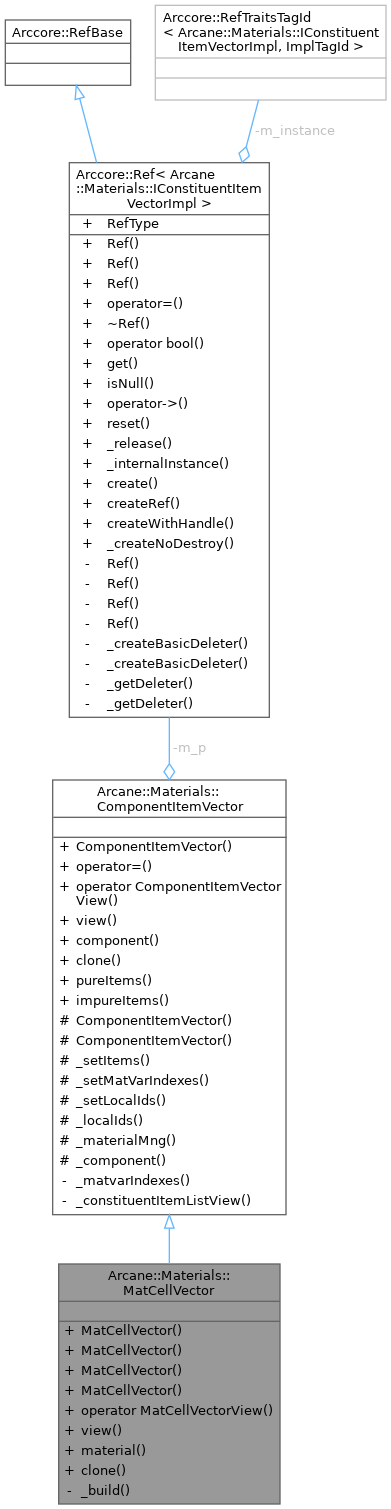 Arccore::RefBase
Arccore::RefTraitsTagId
< Arcane::Materials::IConstituent
ItemVectorImpl, ImplTagId >
-m_instance
Arccore::Ref< Arcane
::Materials::IConstituentItem
VectorImpl >
+ RefType
+ Ref()
+ Ref()
+ Ref()
+ operator=()
+ ~Ref()
+ operator bool()
+ get()
+ isNull()
+ operator->()
+ reset()
+ _release()
+ _internalInstance()
+ create()
+ createRef()
+ createWithHandle()
+ _createNoDestroy()
- Ref()
- Ref()
- Ref()
- Ref()
- _createBasicDeleter()
- _createBasicDeleter()
- _getDeleter()
- _getDeleter()
-m_p
Arcane::Materials::
ComponentItemVector
+ ComponentItemVector()
+ operator=()
+ operator ComponentItemVector
View()
+ view()
+ component()
+ clone()
+ pureItems()
+ impureItems()
# ComponentItemVector()
# ComponentItemVector()
# _setItems()
# _setMatVarIndexes()
# _setLocalIds()
# _localIds()
# _materialMng()
# _component()
- _matvarIndexes()
- _constituentItemListView()
Arcane::Materials::
MatCellVector
+ MatCellVector()
+ MatCellVector()
+ MatCellVector()
+ MatCellVector()
+ operator MatCellVectorView()
+ view()
+ material()
+ clone()
- _build()